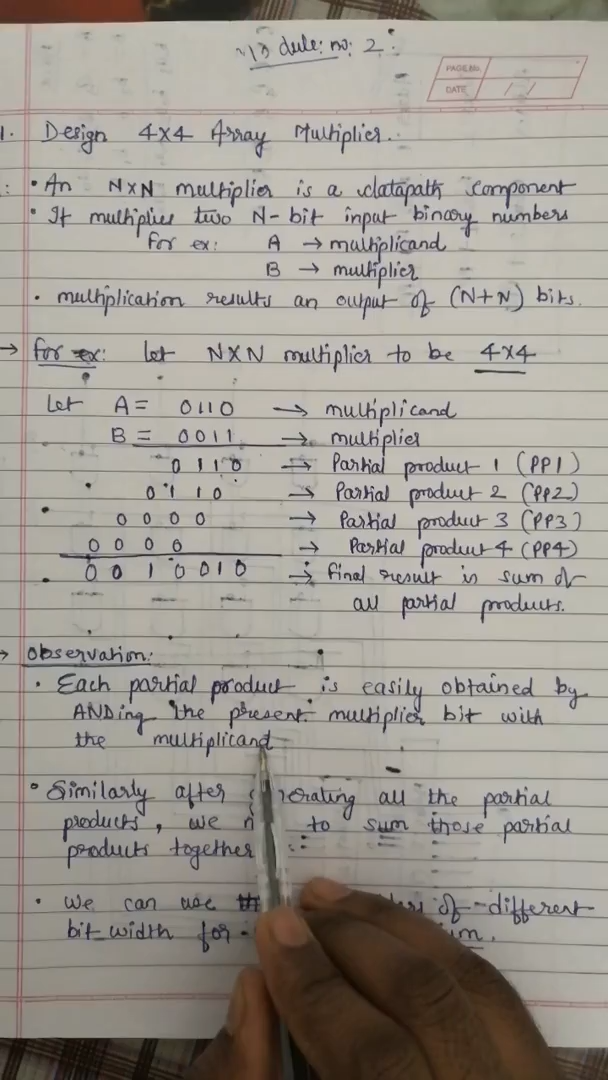 dule: no: 2.
PAGE NO.
DATE / /
1. Design 4x4 Array Multiplier.
• An NxN multiplier is a datapath component
• It multiplies two N-bit input binary numbers
for ex: A → multiplicand
B → multiplier
• multiplication results an output of (N+N) bits.
→ for ex: let NXN multiplier to be 4x4
Let A = 0110 → multiplicand
B = 0011 → multiplier
0110 → Partial product 1 (PP1)
0110 → Partial product 2 (PP2)
0000 → Partial product 3 (PP3)
0000 → Partial product 4 (PP4)
0010010 → final result is sum of
all partial products.
→ Observation:
• Each partial product is easily obtained by
ANDing the present multiplier bit with
the multiplicand
• Similarly after all the partial
products, we to sum those partial
products together
• we can use of different
bit width for